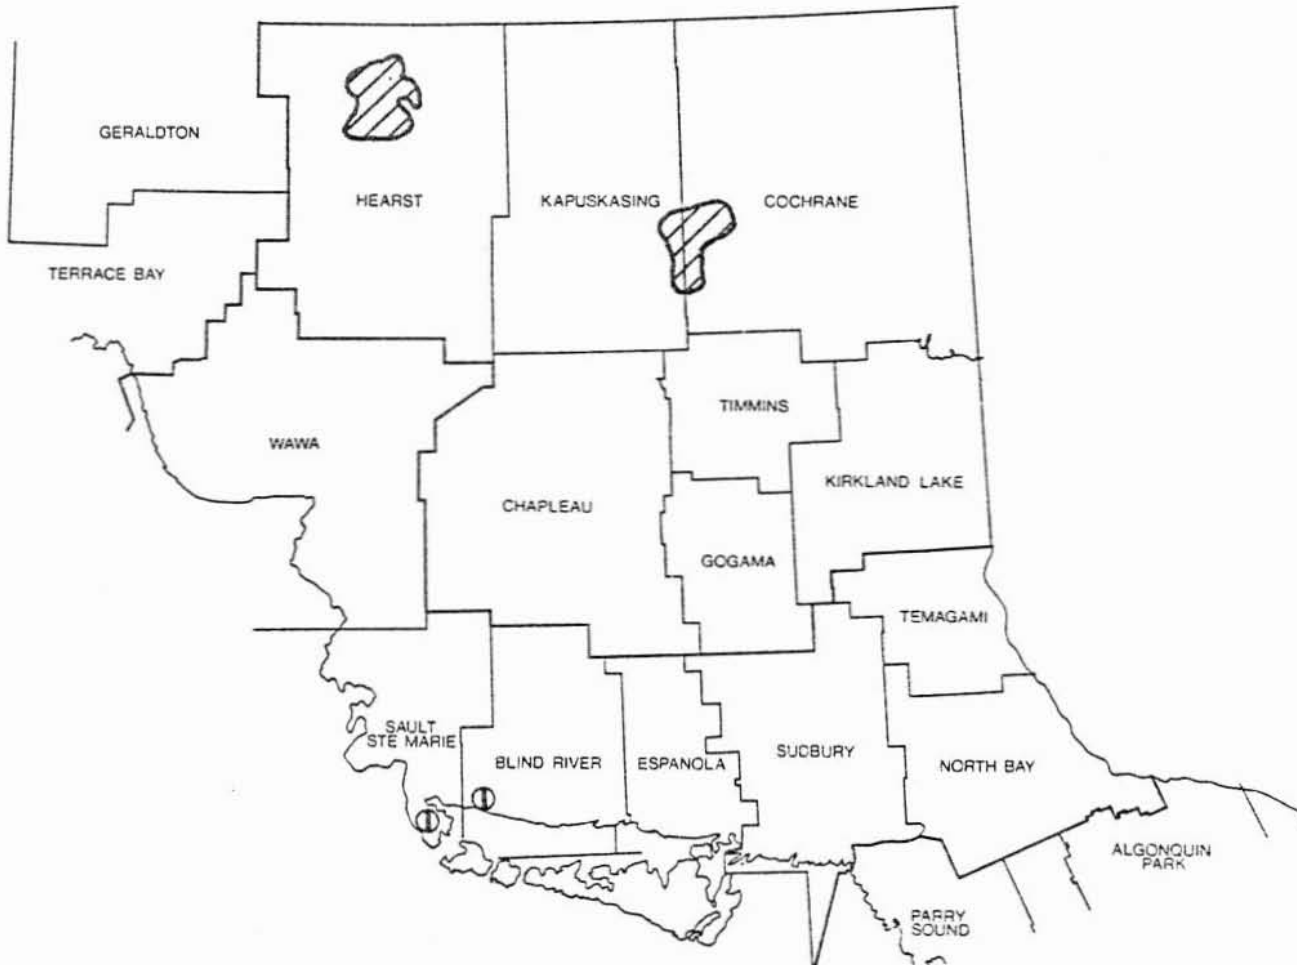 GERALDTON
HEARST
KAPUSKASING
COCHRANE
TERRACE BAY
TIMMINS
WAWA
KIRKLAND LAKE
CHAPLEAU
GOGAMA
TEMAGAMI
SAULT
STE MARIE
BLIND RIVER
ESPANOLA
SUDBURY
NORTH BAY
ALGONQUIN
PARK
PARRY
SOUND